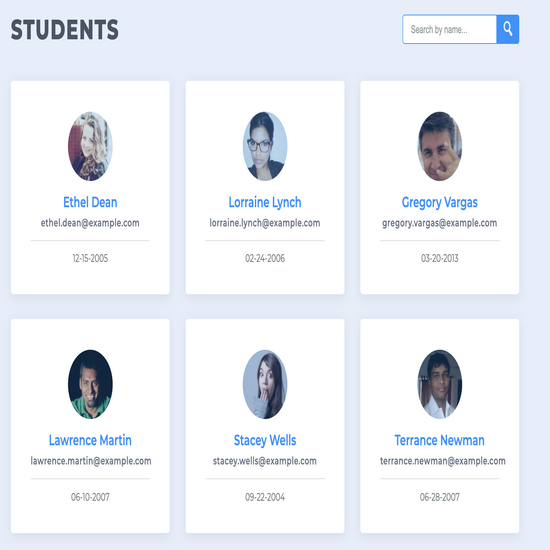 STUDENTS
Search by name...
Ethel Dean
ethel.dean@example.com
12-15-2005
Lorraine Lynch
lorraine.lynch@example.com
02-24-2006
Gregory Vargas
gregory.vargas@example.com
03-20-2013
Lawrence Martin
lawrence.martin@example.com
06-10-2007
Stacey Wells
stacey.wells@example.com
09-22-2004
Terrance Newman
terrance.newman@example.com
06-28-2007